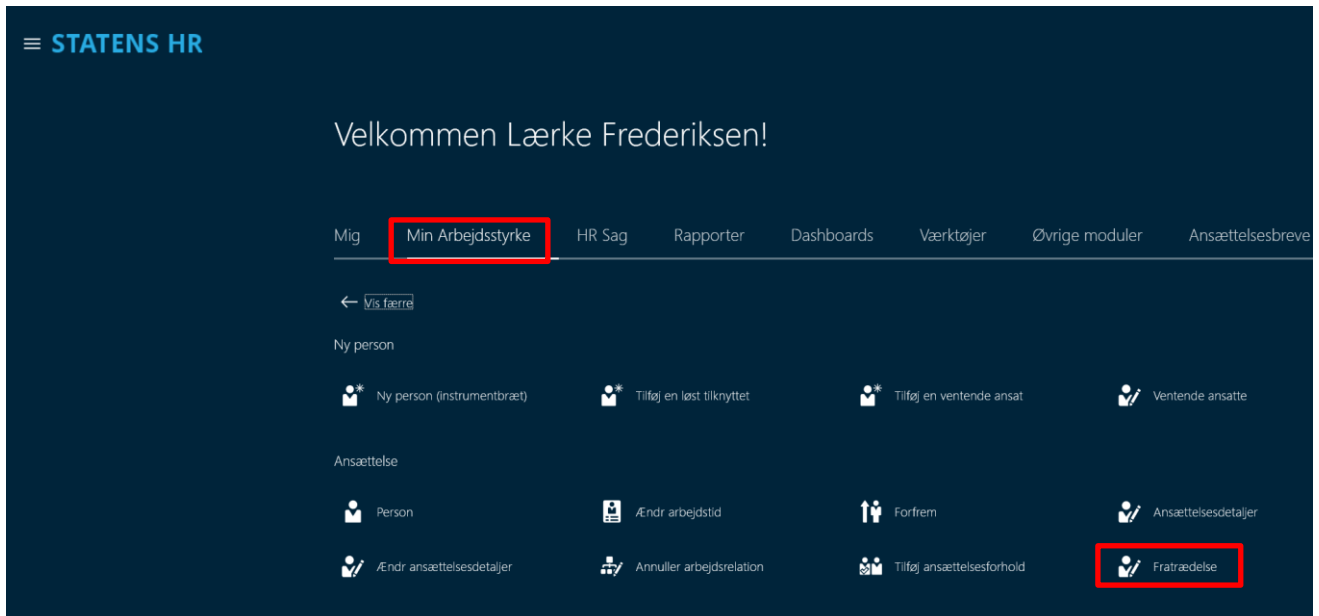 ≡ STATENS HR
Velkommen Lærke Frederiksen!
Mig Min Arbejdsstyrke HR Sag Rapporter Dashboards Værktøjer Øvrige moduler Ansættelsesbreve
← Vis færre
Ny person
Ny person (instrumentbræt) Tilføj en løst tilknyttet Tilføj en ventende ansat Ventende ansatte
Ansættelse
Person Ændr arbejdstid Forfrem Ansættelsesdetaljer
Ændr ansættelsesdetaljer Annuller arbejdsrelation Tilføj ansættelsesforhold Fratrædelse